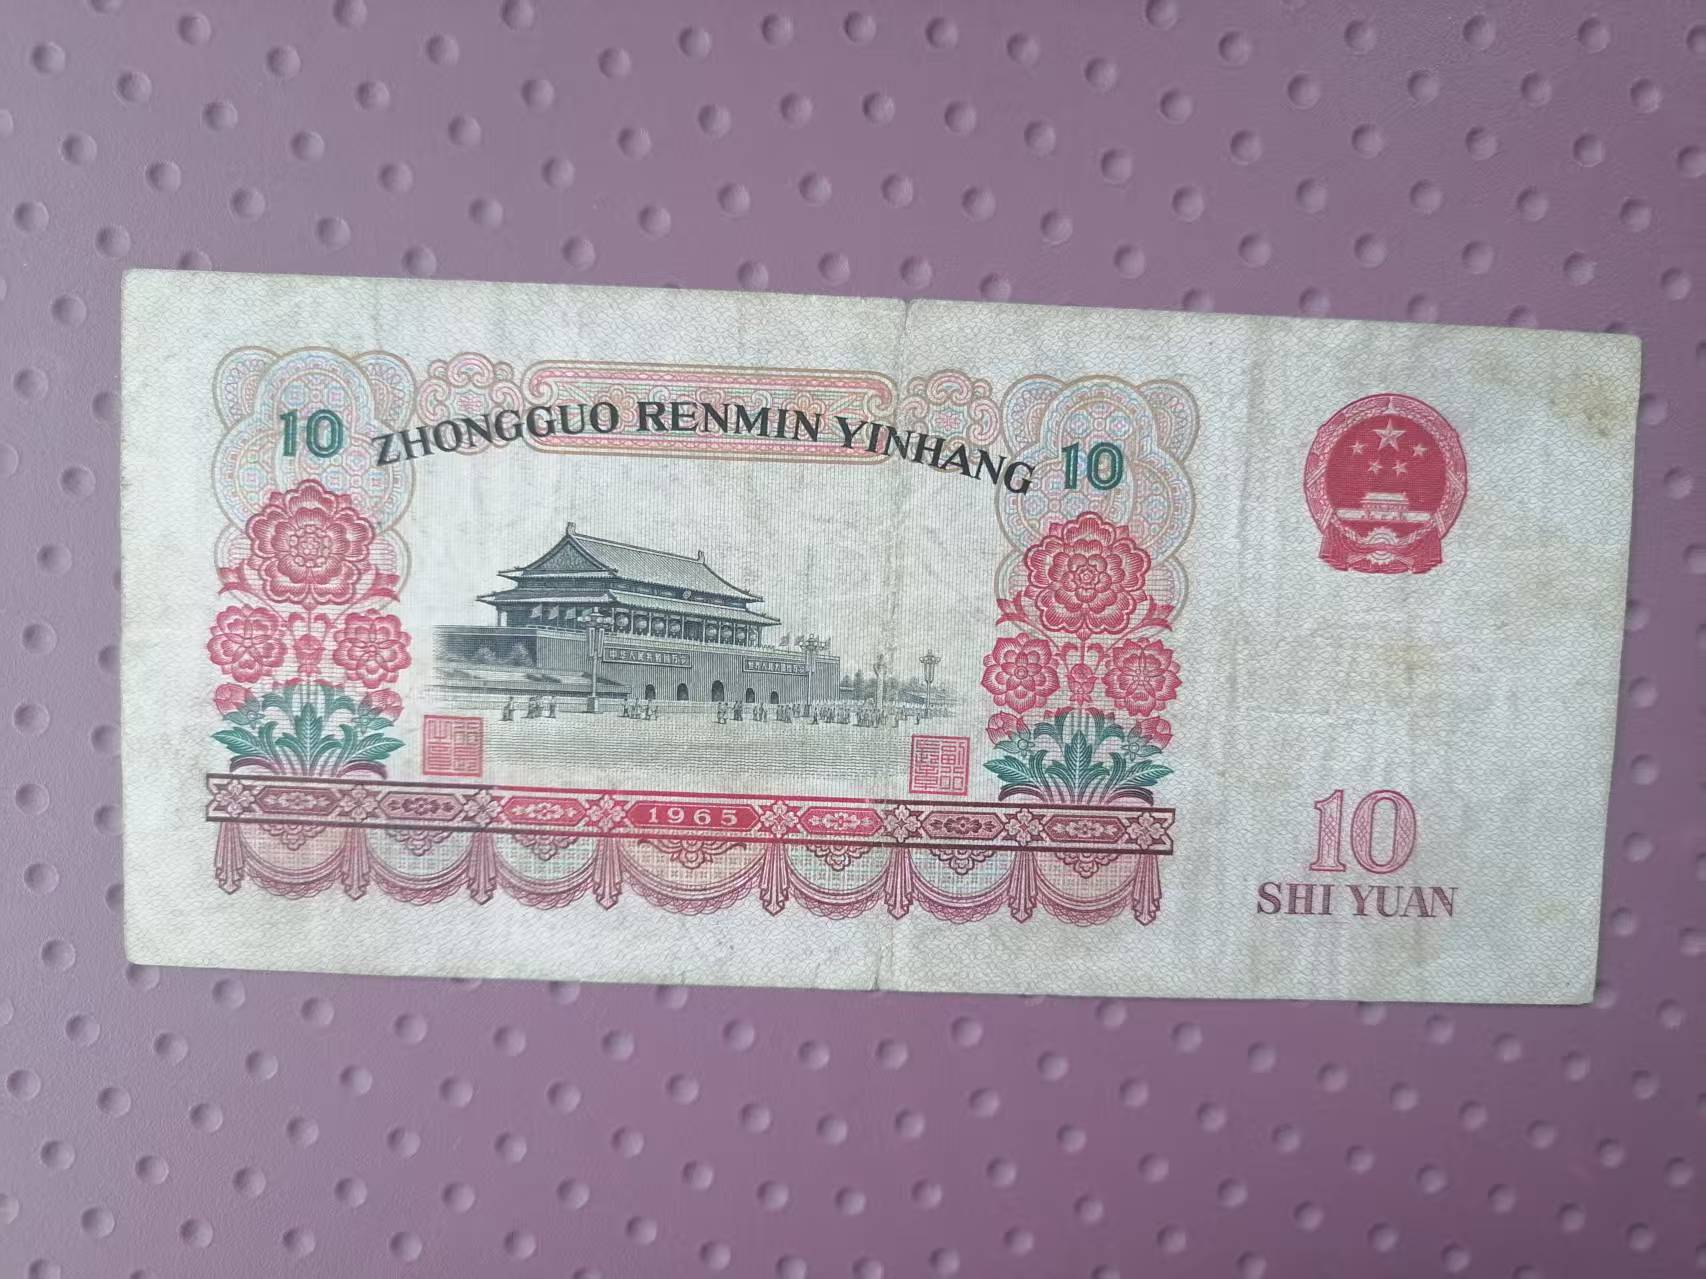 10 ZHONGGUO RENMIN YINHANG 10
1965
10
SHI YUAN